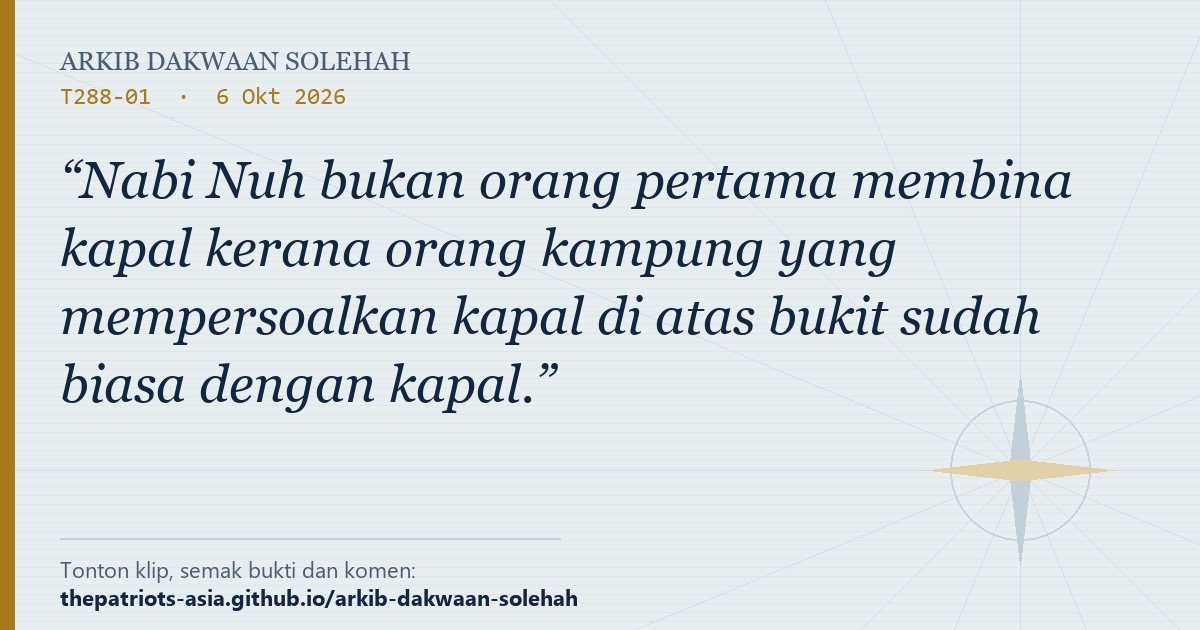 ARKIB DAKWAAN SOLEHAH
T288-01 · 6 Okt 2026
“Nabi Nuh bukan orang pertama membina
kapal kerana orang kampung yang
mempersoalkan kapal di atas bukit sudah
biasa dengan kapal.”
Tonton klip, semak bukti dan komen:
thepatriots-asia.github.io/arkib-dakwaan-solehah